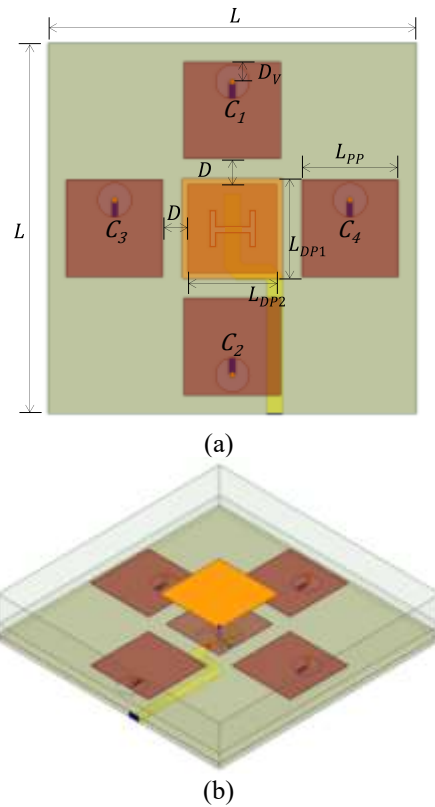 L
D_V
C_1
D
L_PP
L
D
C_3
C_4
L_DP1
L_DP2
C_2
(a)
(b)